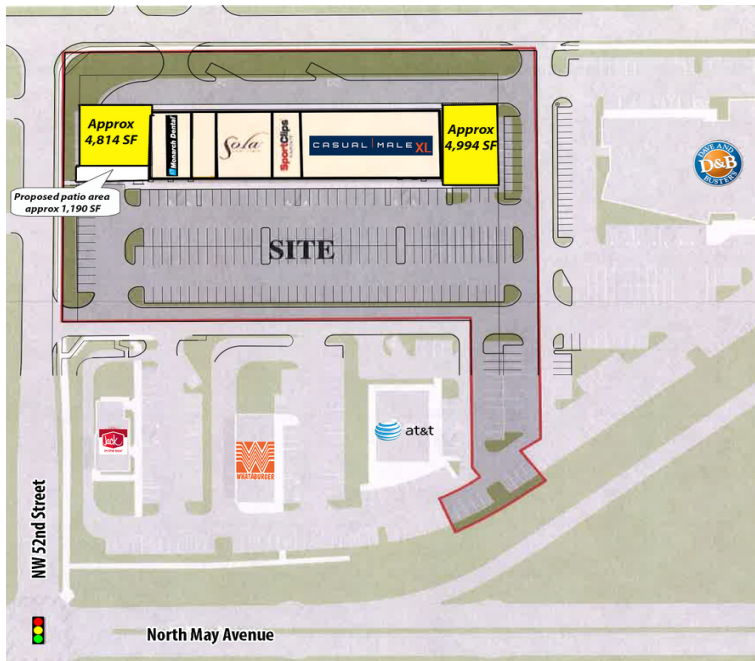 Approx
4,814 SF
Monarch Dental
Sola
SportClips
CASUAL MALE XL
Approx
4,994 SF
DAVE AND
D&B
BUSTERS
Proposed patio area
approx 1,190 SF
SITE
Jack
WHATABURGER
at&t
NW 52nd Street
North May Avenue